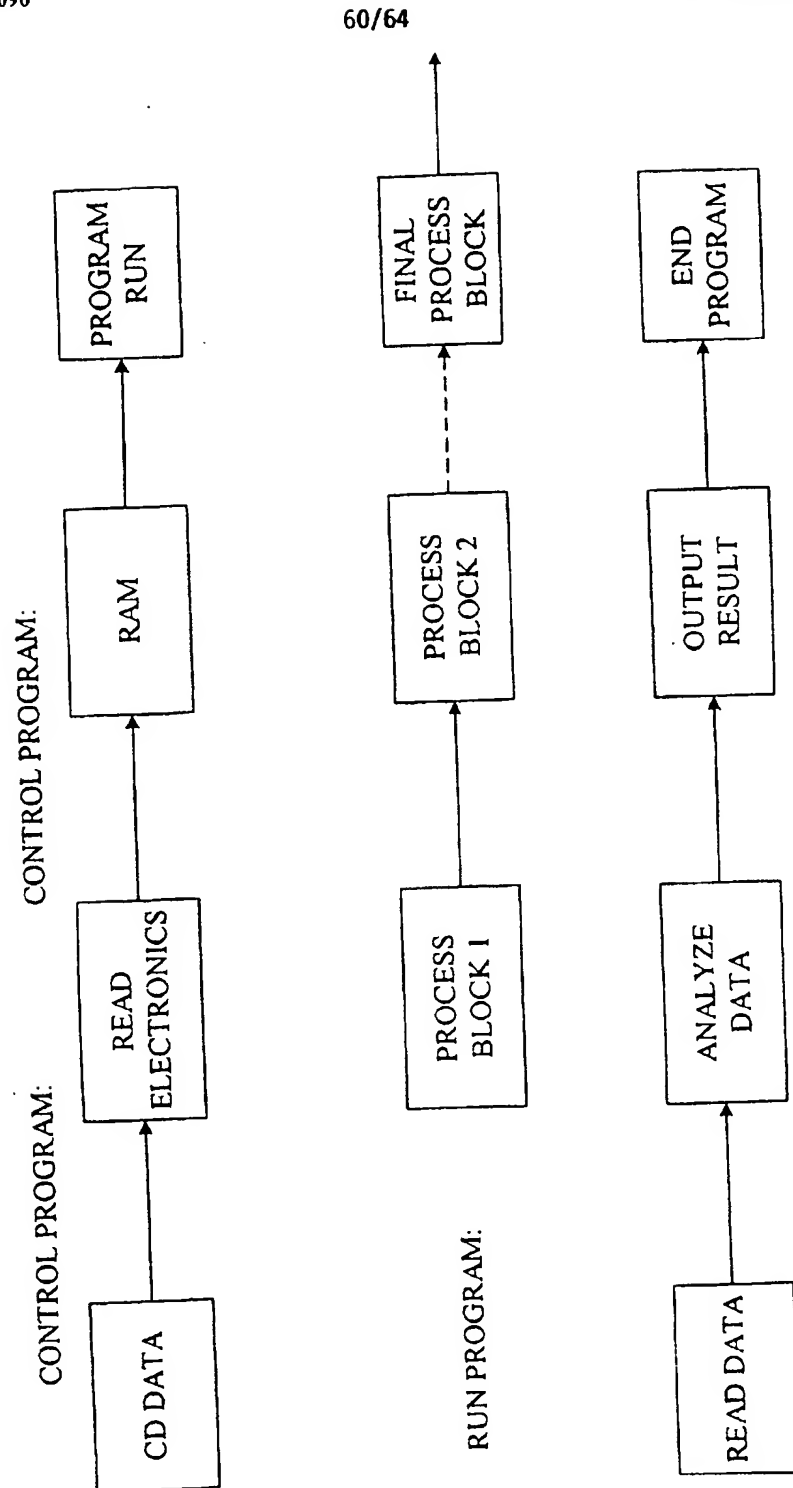 60/64
CONTROL PROGRAM:
CONTROL PROGRAM:
CD DATA
READ
ELECTRONICS
RAM
PROGRAM
RUN
RUN PROGRAM:
PROCESS
BLOCK 1
PROCESS
BLOCK 2
FINAL
PROCESS
BLOCK
READ DATA
ANALYZE
DATA
OUTPUT
RESULT
END
PROGRAM